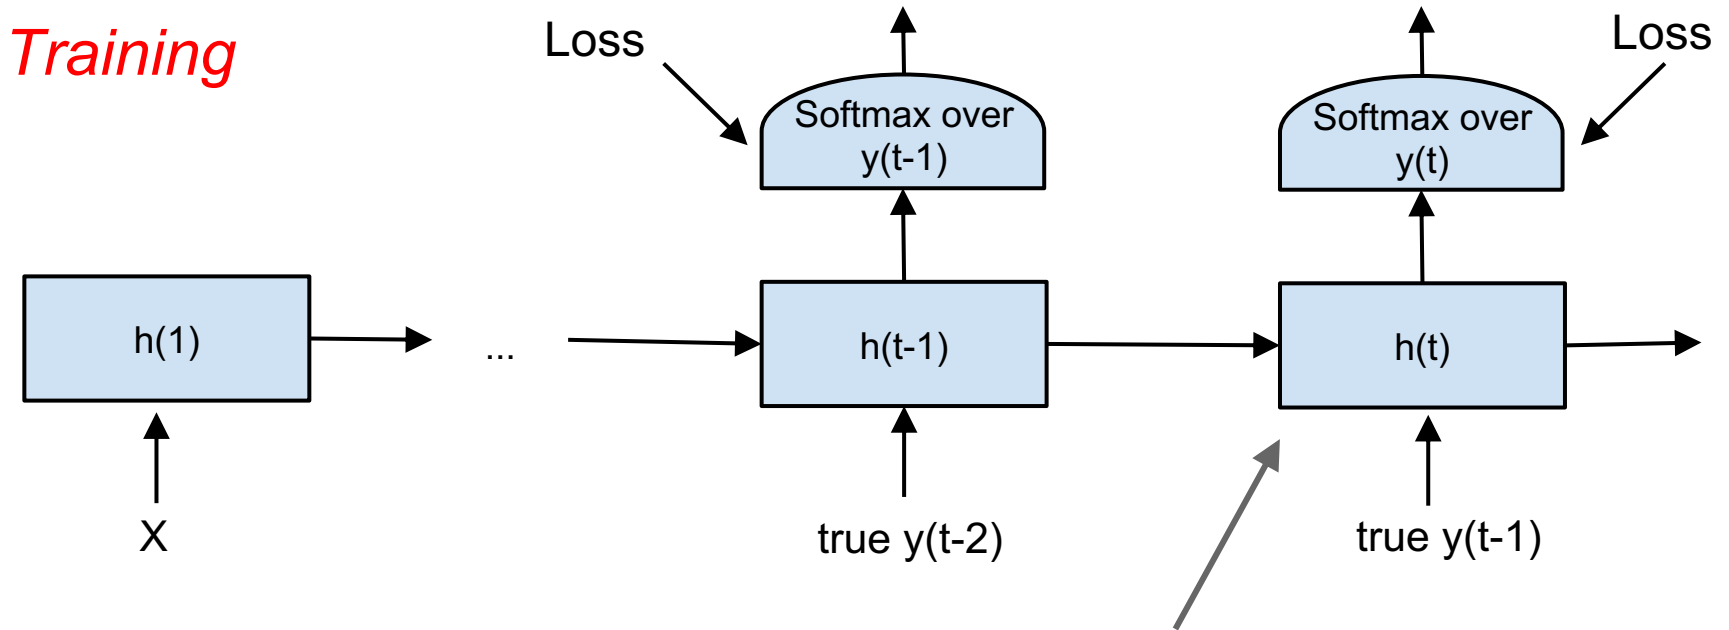 Training
Loss
Loss
Softmax over
y(t-1)
Softmax over
y(t)
h(1)
...
h(t-1)
h(t)
X
true y(t-2)
true y(t-1)